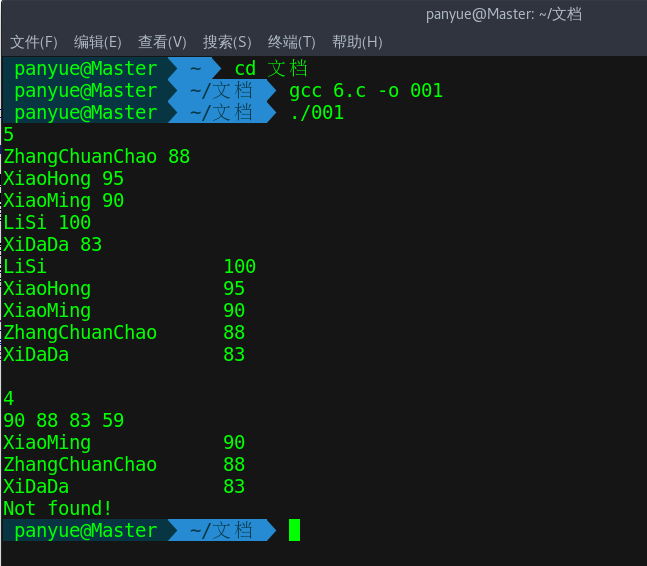 panyue@Master: ~/文档
文件(F) 编辑(E) 查看(V) 搜索(S) 终端(T) 帮助(H)
panyue@Master ~ cd 文档
panyue@Master ~/文档 gcc 6.c -o 001
panyue@Master ~/文档 ./001
5
ZhangChuanChao 88
XiaoHong 95
XiaoMing 90
LiSi 100
XiDaDa 83
LiSi 100
XiaoHong 95
XiaoMing 90
ZhangChuanChao 88
XiDaDa 83
4
90 88 83 59
XiaoMing 90
ZhangChuanChao 88
XiDaDa 83
Not found!
panyue@Master ~/文档